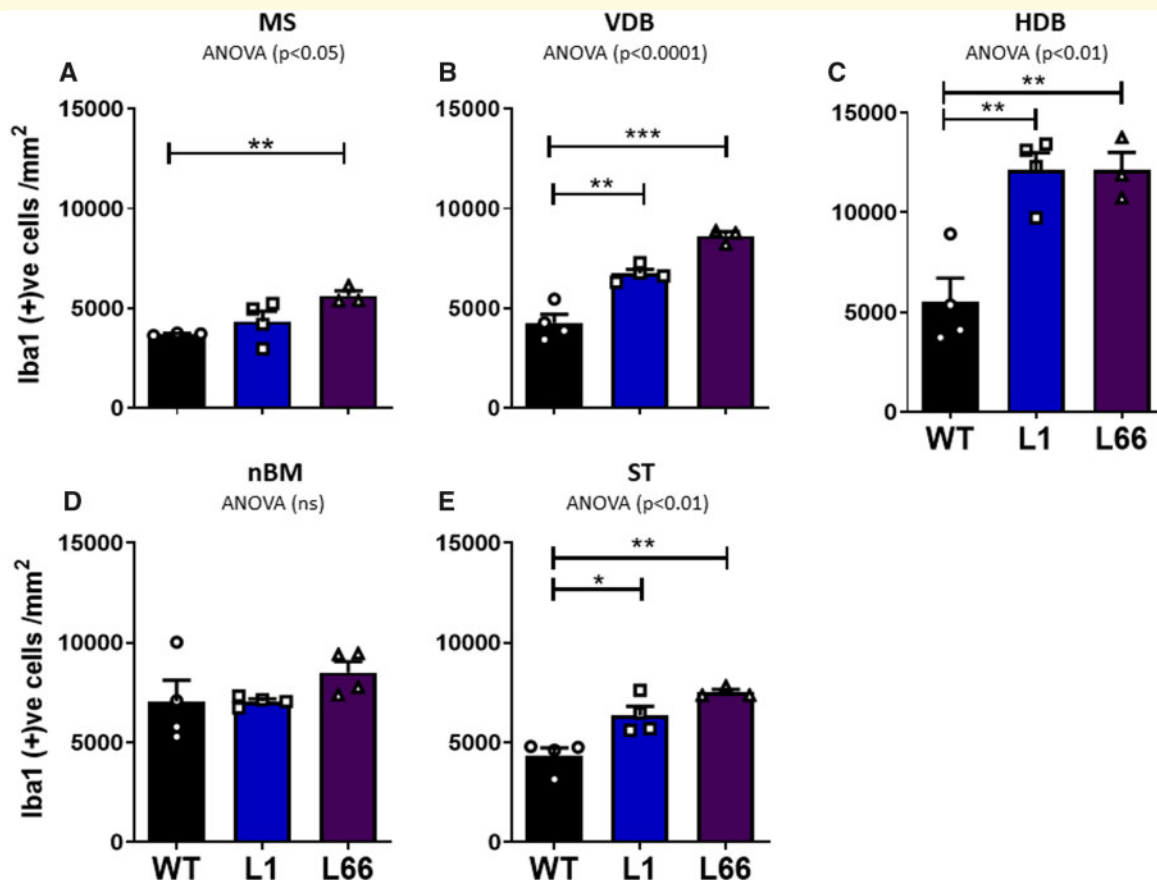 MS
ANOVA (p<0.05)
A
Iba1 (+)ve cells /mm²
15000
10000
5000
0
**
VDB
ANOVA (p<0.0001)
B
15000
10000
5000
0
***
**
HDB
ANOVA (p<0.01)
C
15000
10000
5000
0
**
**
WT L1 L66
nBM
ANOVA (ns)
D
Iba1 (+)ve cells /mm²
15000
10000
5000
0
WT L1 L66
ST
ANOVA (p<0.01)
E
15000
10000
5000
0
**
*
WT L1 L66